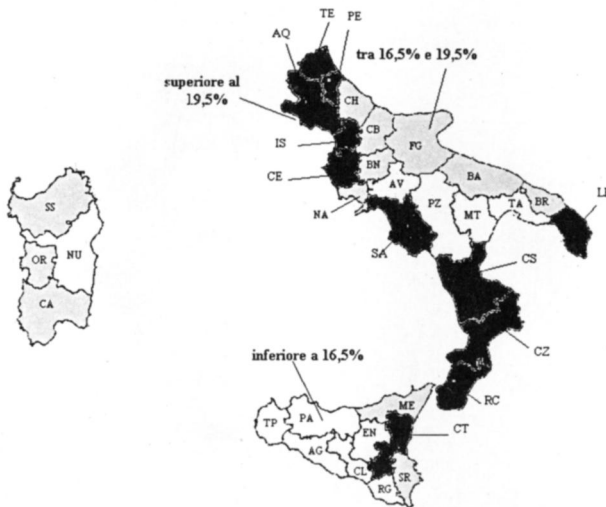 TE
AQ
PE
tra 16,5% e 19,5%
superiore al
19,5%
CH
IS
CB
FG
CE
BN
BA
AV
BR
NA
PZ
MT
TA
SA
CS
SS
OR
NU
CA
CZ
inferiore a 16,5%
RC
ME
TP
PA
EN
CT
AG
CL
SR
RG